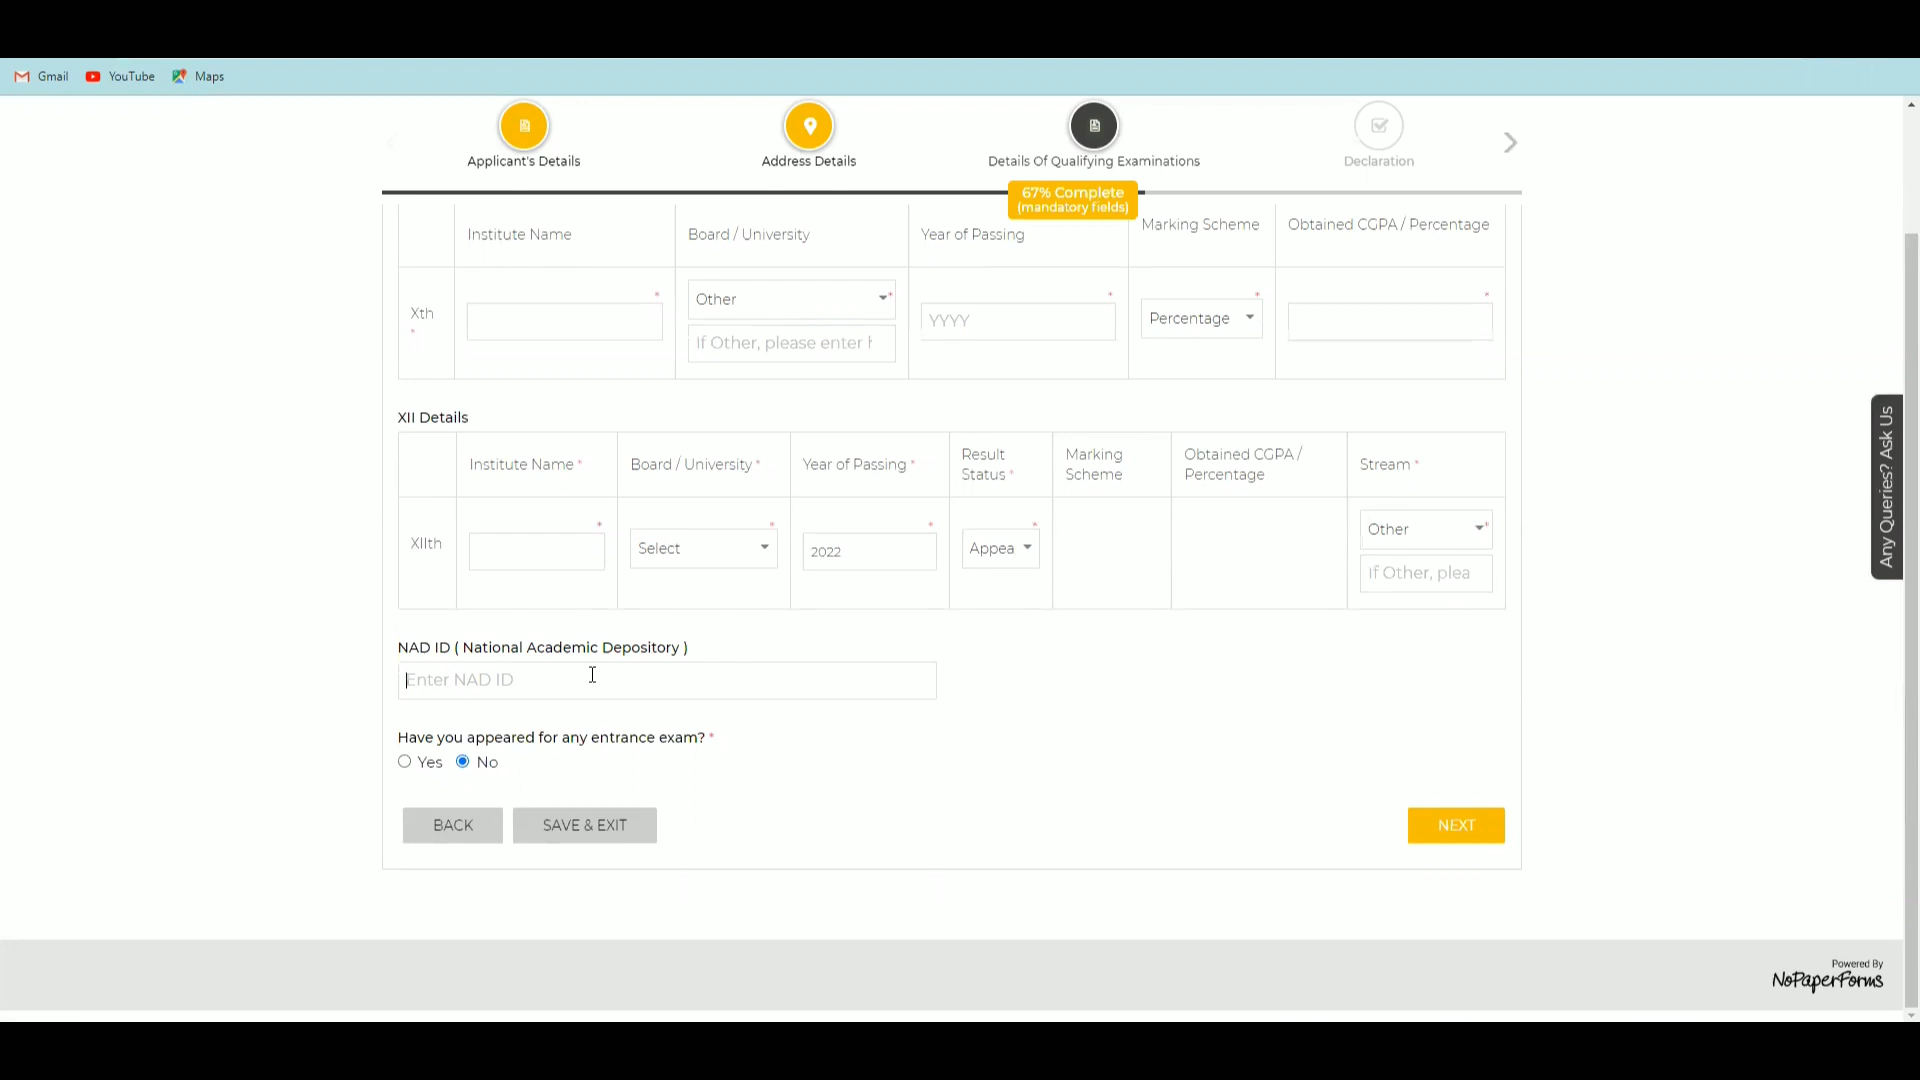 Gmail YouTube Maps
Applicant's Details
Address Details
Details Of Qualifying Examinations
Declaration
67% Complete
(mandatory fields)
Institute Name
Board / University
Year of Passing
Marking Scheme
Obtained CGPA / Percentage
Xth
*
*
Other
*
If Other, please enter
*
YYYY
*
Percentage
*
XII Details
Institute Name *
Board / University *
Year of Passing *
Result
Status *
Marking
Scheme
Obtained CGPA /
Percentage
Stream *
XIIth
*
*
Select
*
2022
*
Appea
Other
*
If Other, plea
NAD ID ( National Academic Depository )
Enter NAD ID
Have you appeared for any entrance exam? *
Yes No
BACK
SAVE & EXIT
NEXT
Any Queries? Ask Us
Powered By
NoPaperForms